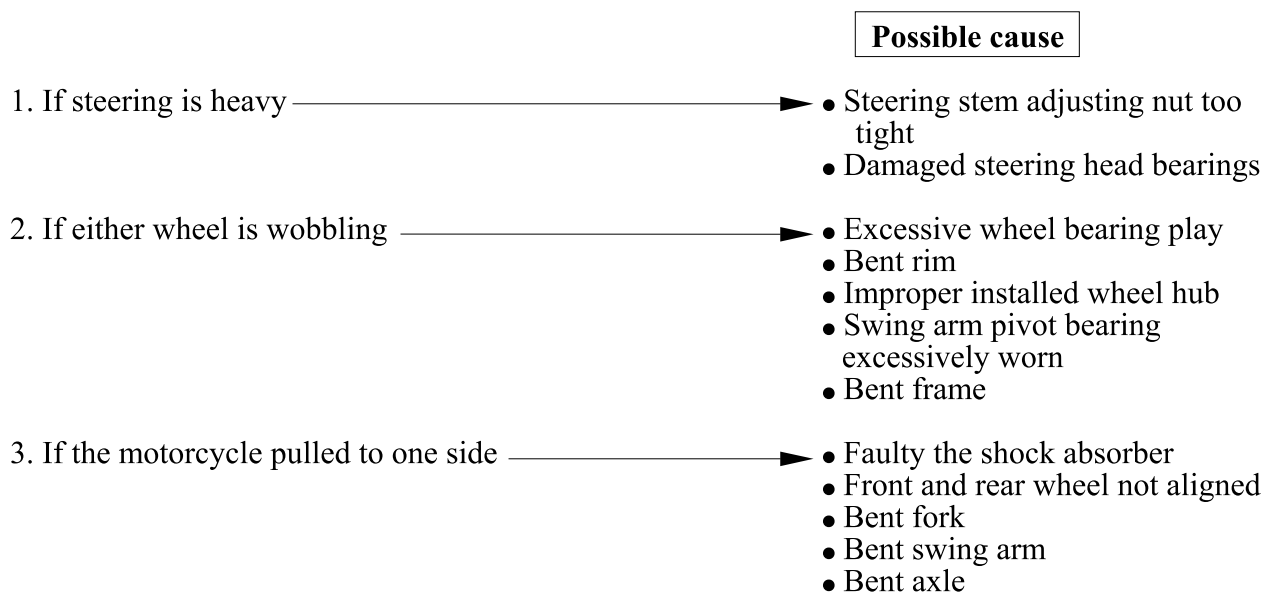 Possible cause
1. If steering is heavy
● Steering stem adjusting nut too
tight
● Damaged steering head bearings
2. If either wheel is wobbling
● Excessive wheel bearing play
● Bent rim
● Improper installed wheel hub
● Swing arm pivot bearing
excessively worn
● Bent frame
3. If the motorcycle pulled to one side
● Faulty the shock absorber
● Front and rear wheel not aligned
● Bent fork
● Bent swing arm
● Bent axle